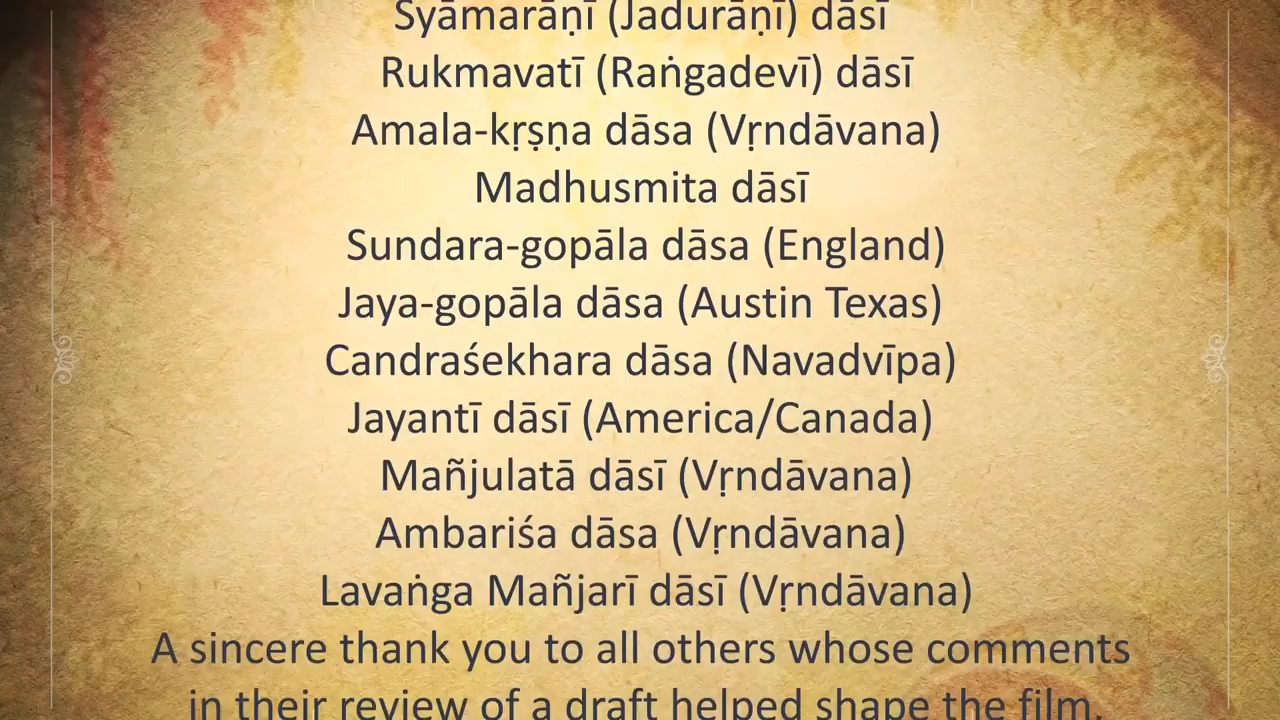 Syāmarāṇī (Jadurāṇī) dāsī
Rukmavatī (Raṅgadevī) dāsī
Amala-kṛṣṇa dāsa (Vṛndāvana)
Madhusmita dāsī
Sundara-gopāla dāsa (England)
Jaya-gopāla dāsa (Austin Texas)
Candraśekhara dāsa (Navadvīpa)
Jayantī dāsī (America/Canada)
Mañjulatā dāsī (Vṛndāvana)
Ambariśa dāsa (Vṛndāvana)
Lavaṅga Mañjarī dāsī (Vṛndāvana)
A sincere thank you to all others whose comments
in their review of a draft helped shape the film.